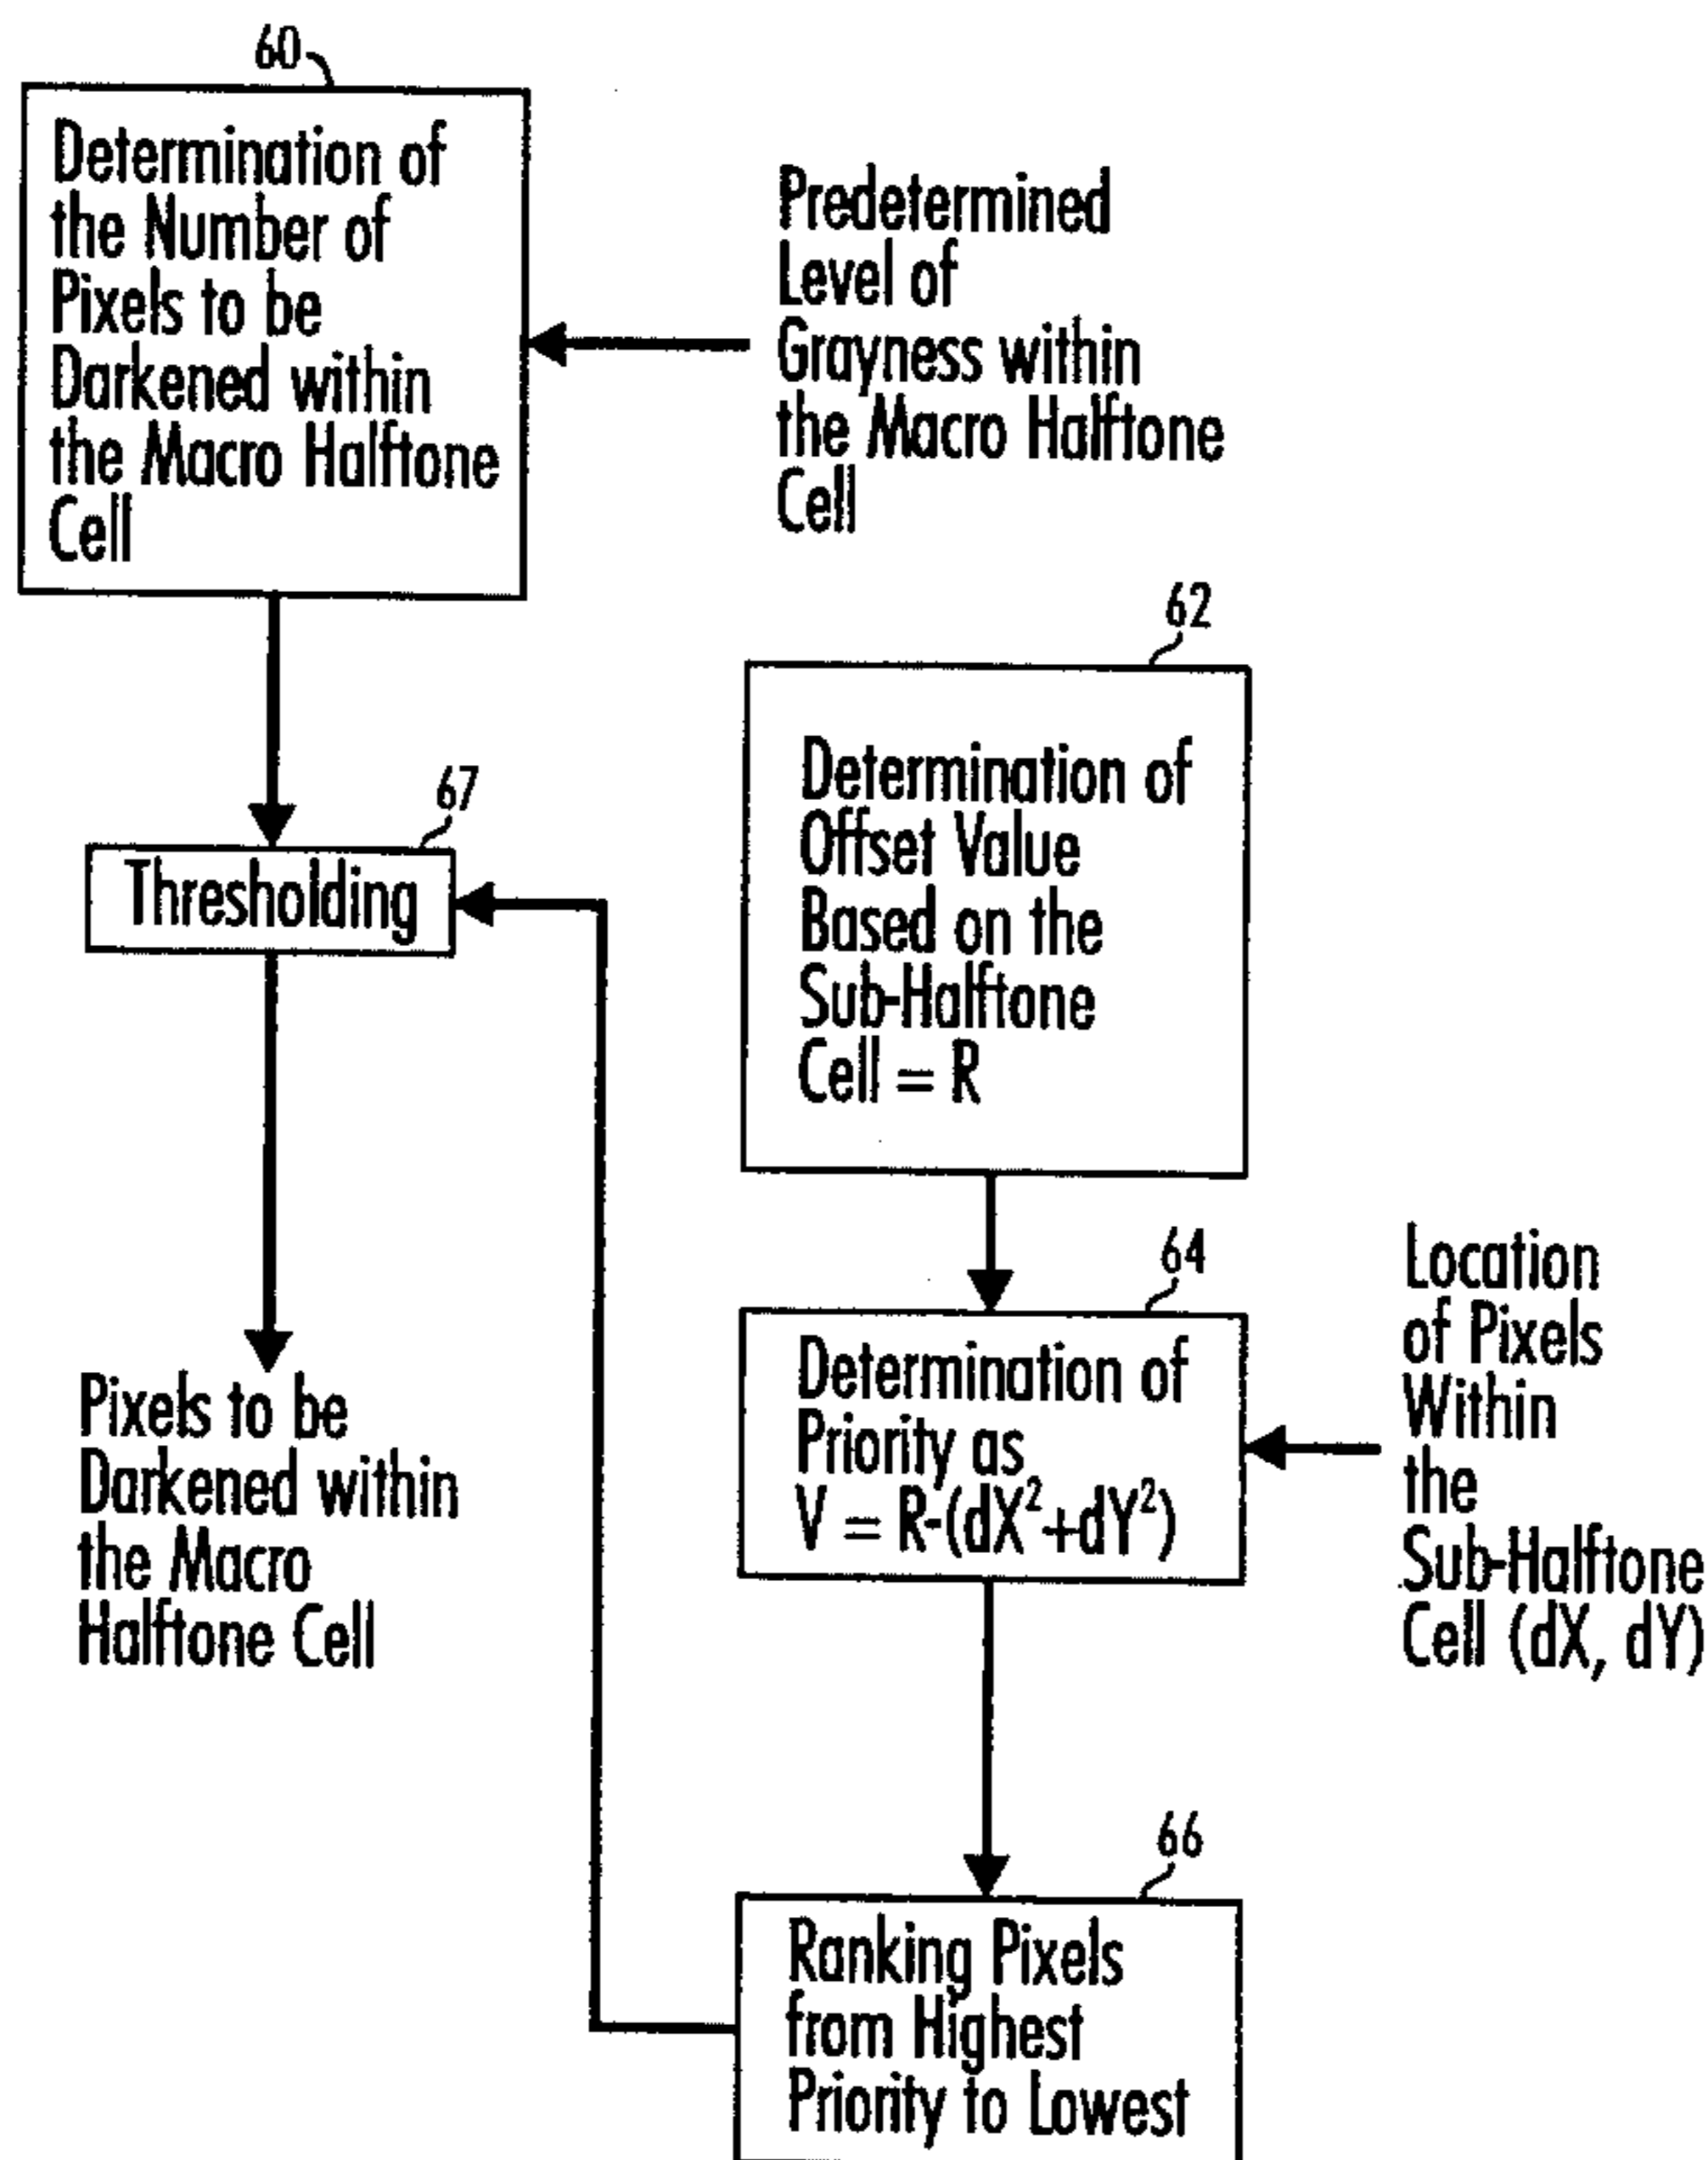 60
Determination of
the Number of
Pixels to be
Darkened within
the Macro Halftone
Cell
Predetermined
Level of
Grayness within
the Macro Halftone
Cell
62
Determination of
Offset Value
Based on the
Sub-Halftone
Cell = R
67
Thresholding
64
Determination of
Priority as
V = R-(dX²+dY²)
Location
of Pixels
Within
the
Sub-Halftone
Cell (dX, dY)
Pixels to be
Darkened within
the Macro
Halftone Cell
66
Ranking Pixels
from Highest
Priority to Lowest